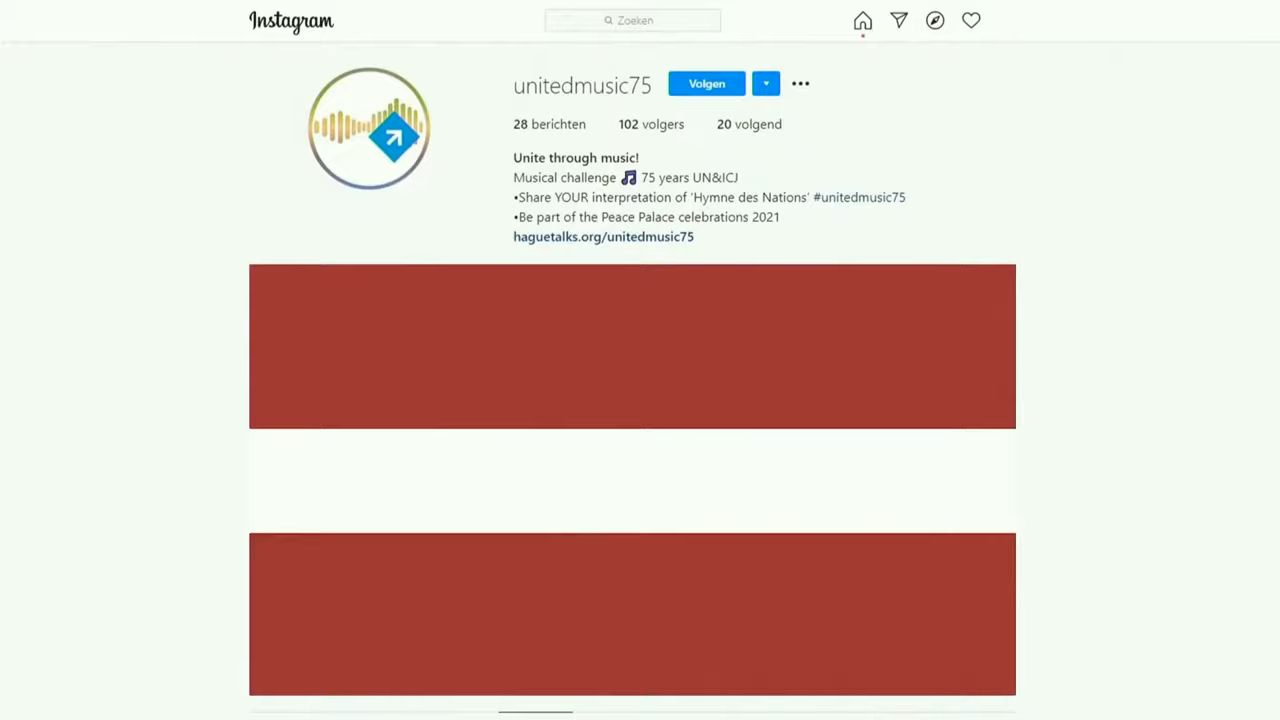 Instagram
Zoeken
unitedmusic75 Volgen
28 berichten 102 volgers 20 volgend
Unite through music!
Musical challenge 🎵 75 years UN&ICJ
•Share YOUR interpretation of ‘Hymne des Nations’ #unitedmusic75
•Be part of the Peace Palace celebrations 2021
haguetalks.org/unitedmusic75